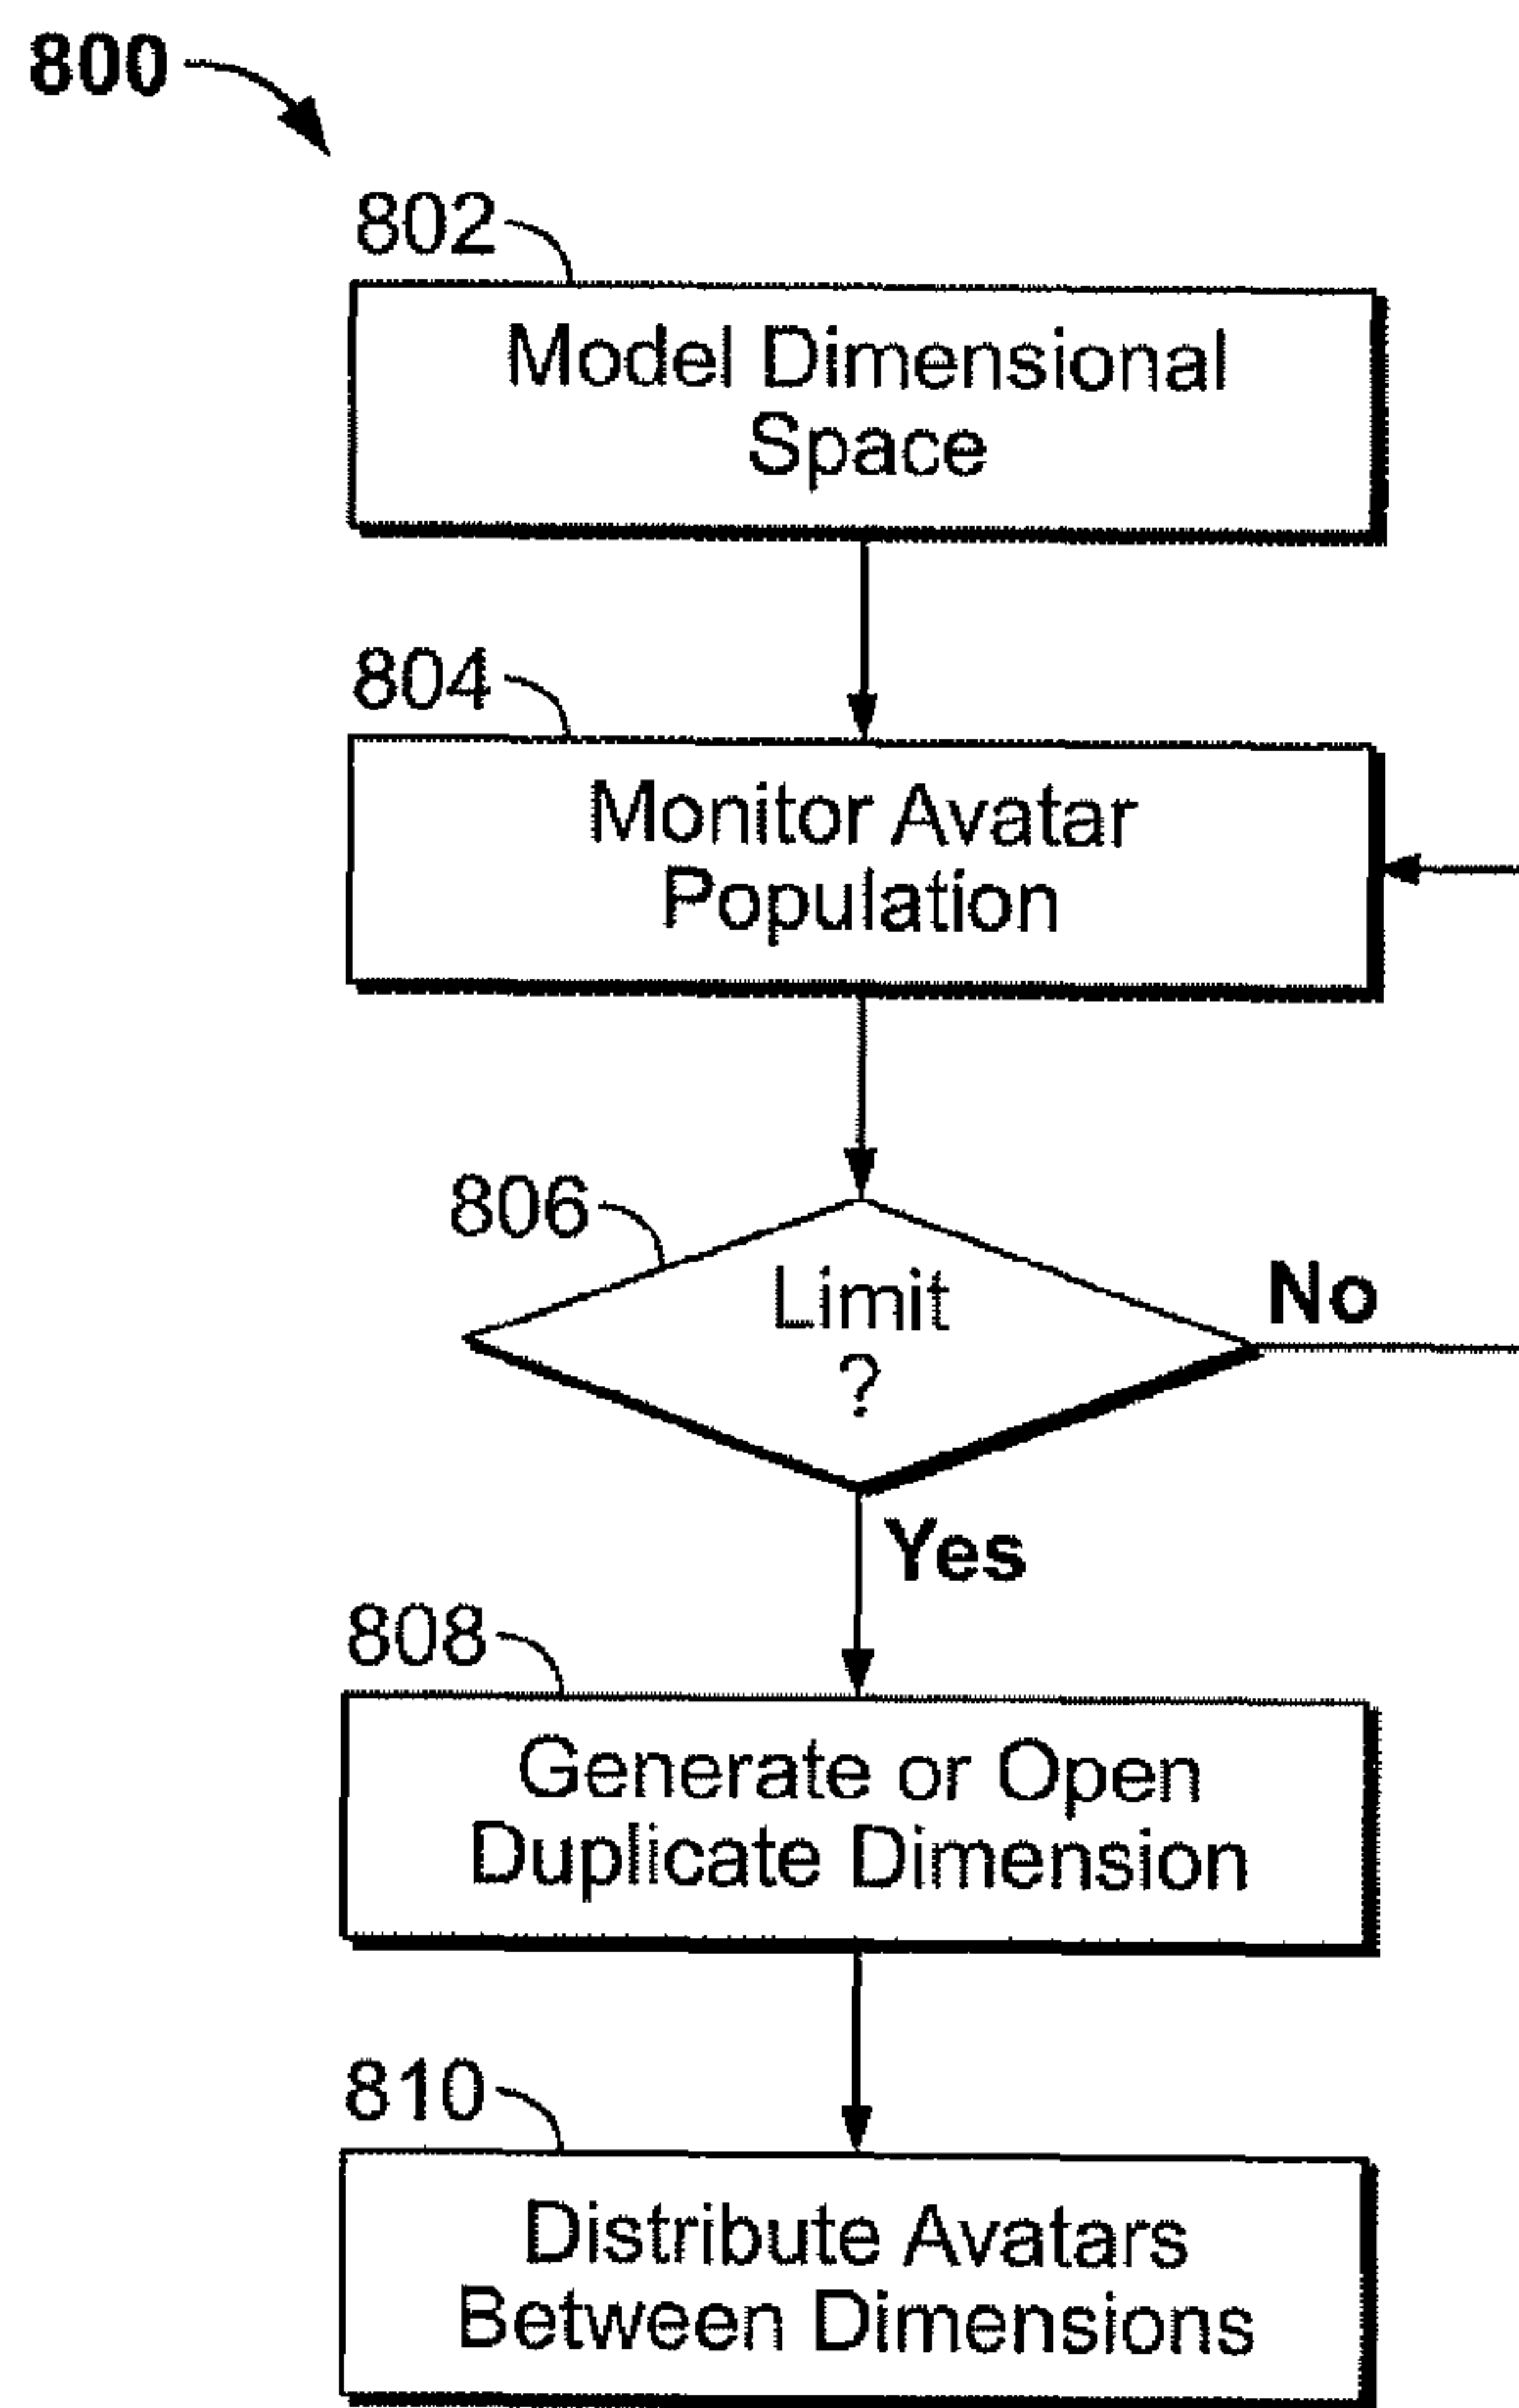 800
802
Model Dimensional
Space
804
Monitor Avatar
Population
806
Limit
?
No
Yes
808
Generate or Open
Duplicate Dimension
810
Distribute Avatars
Between Dimensions